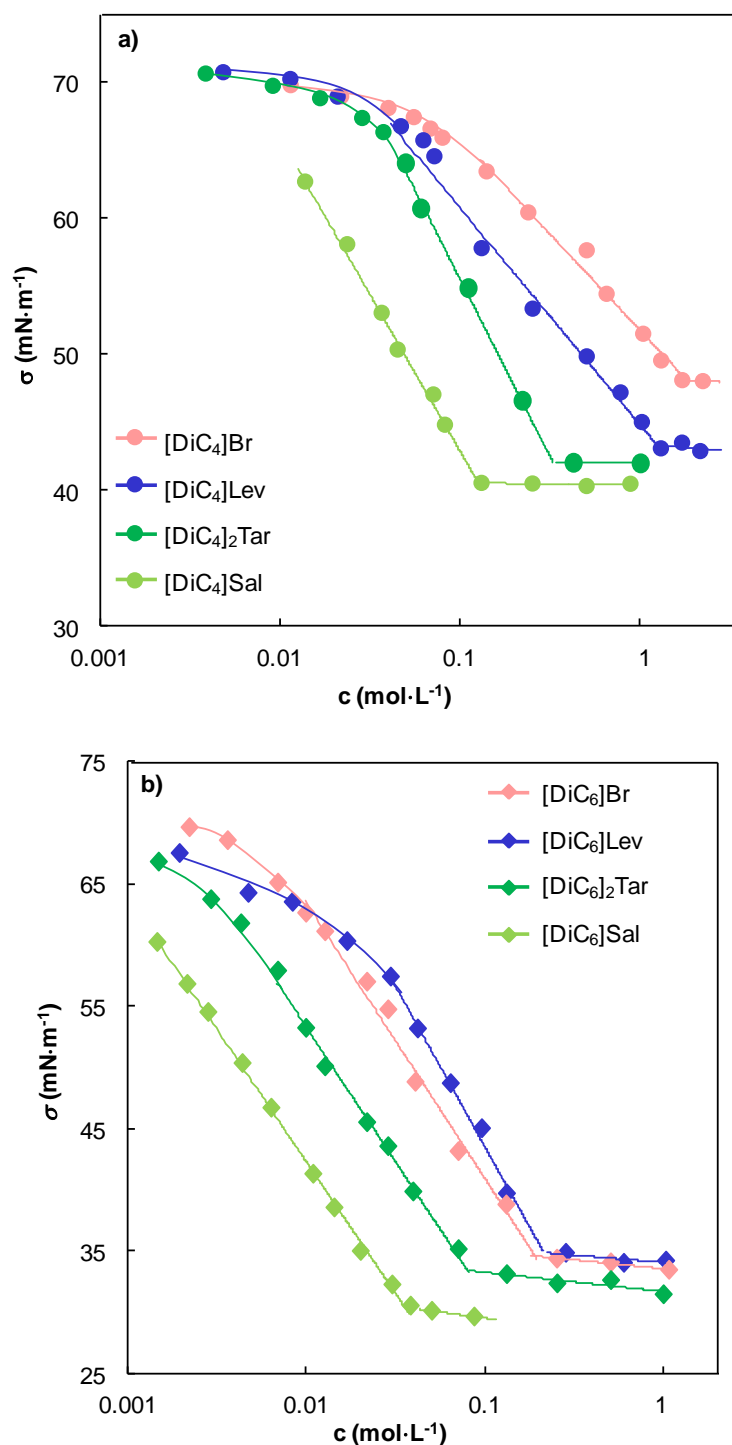 a)
70
60
50
40
30
σ (mN·m⁻¹)
[DiC₄]Br
[DiC₄]Lev
[DiC₄]₂Tar
[DiC₄]Sal
0.001
0.01
0.1
1
c (mol·L⁻¹)
b)
75
65
55
45
35
25
σ (mN·m⁻¹)
[DiC₆]Br
[DiC₆]Lev
[DiC₆]₂Tar
[DiC₆]Sal
0.001
0.01
0.1
1
c (mol·L⁻¹)